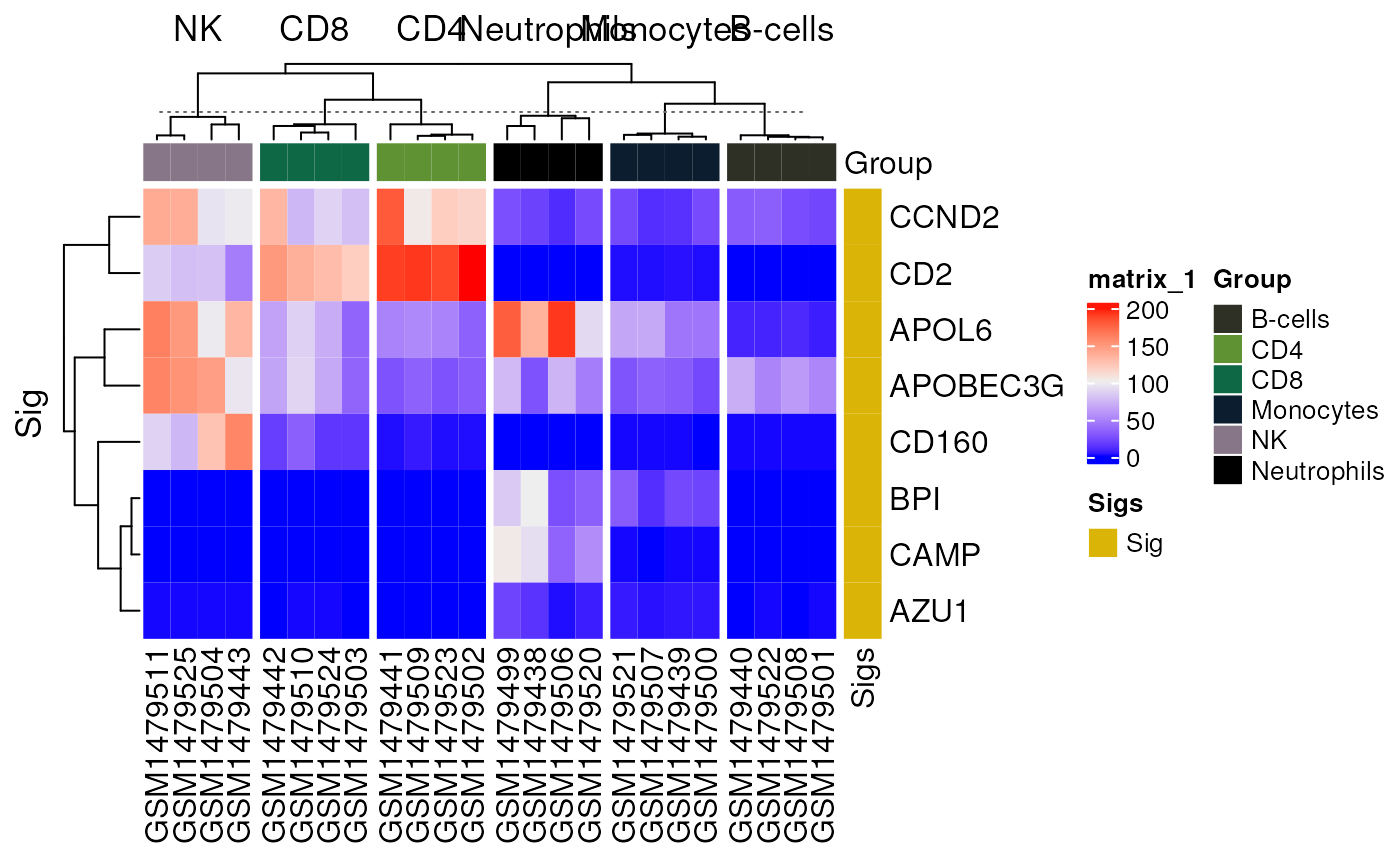 NK
CD8
CD4
Neutrophils
Monocytes
B-cells
Group
Sig
CCND2
CD2
APOL6
APOBEC3G
CD160
BPI
CAMP
AZU1
GSM1479511
GSM1479525
GSM1479504
GSM1479443
GSM1479442
GSM1479510
GSM1479524
GSM1479503
GSM1479441
GSM1479509
GSM1479523
GSM1479502
GSM1479499
GSM1479438
GSM1479506
GSM1479520
GSM1479521
GSM1479507
GSM1479439
GSM1479500
GSM1479440
GSM1479522
GSM1479508
GSM1479501
Sigs
matrix_1
200
150
100
50
0
Sigs
Sig
Group
B-cells
CD4
CD8
Monocytes
NK
Neutrophils